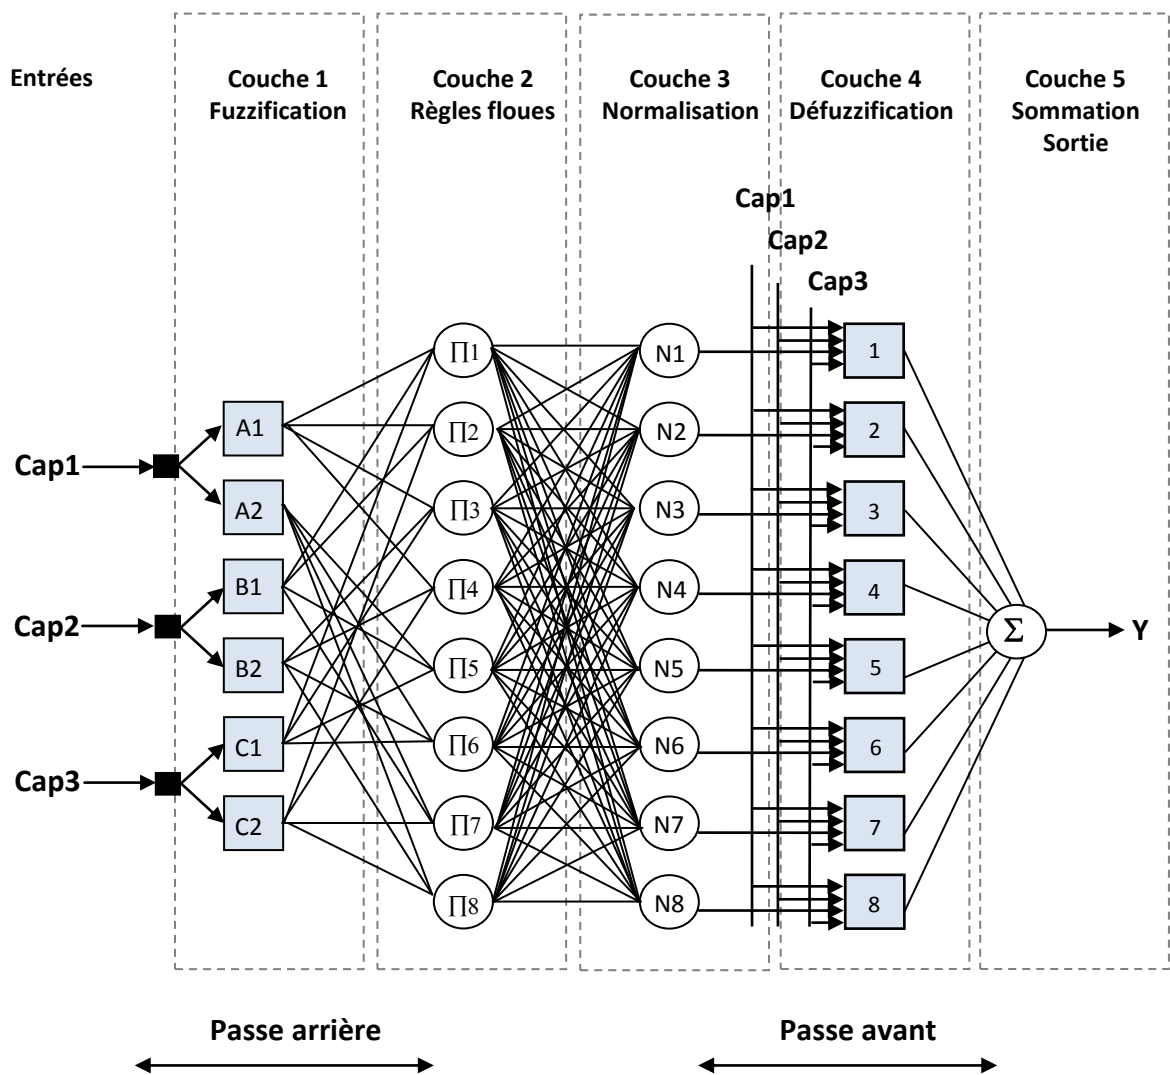 Entrées
Couche 1
Fuzzification
Couche 2
Règles floues
Couche 3
Normalisation
Couche 4
Défuzzification
Couche 5
Sommation
Sortie
Cap1
Cap2
Cap3
Cap1
Cap2
Cap3
A1
A2
B1
B2
C1
C2
∏1
∏2
∏3
∏4
∏5
∏6
∏7
∏8
N1
N2
N3
N4
N5
N6
N7
N8
1
2
3
4
5
6
7
8
Σ
Y
Passe arrière
Passe avant